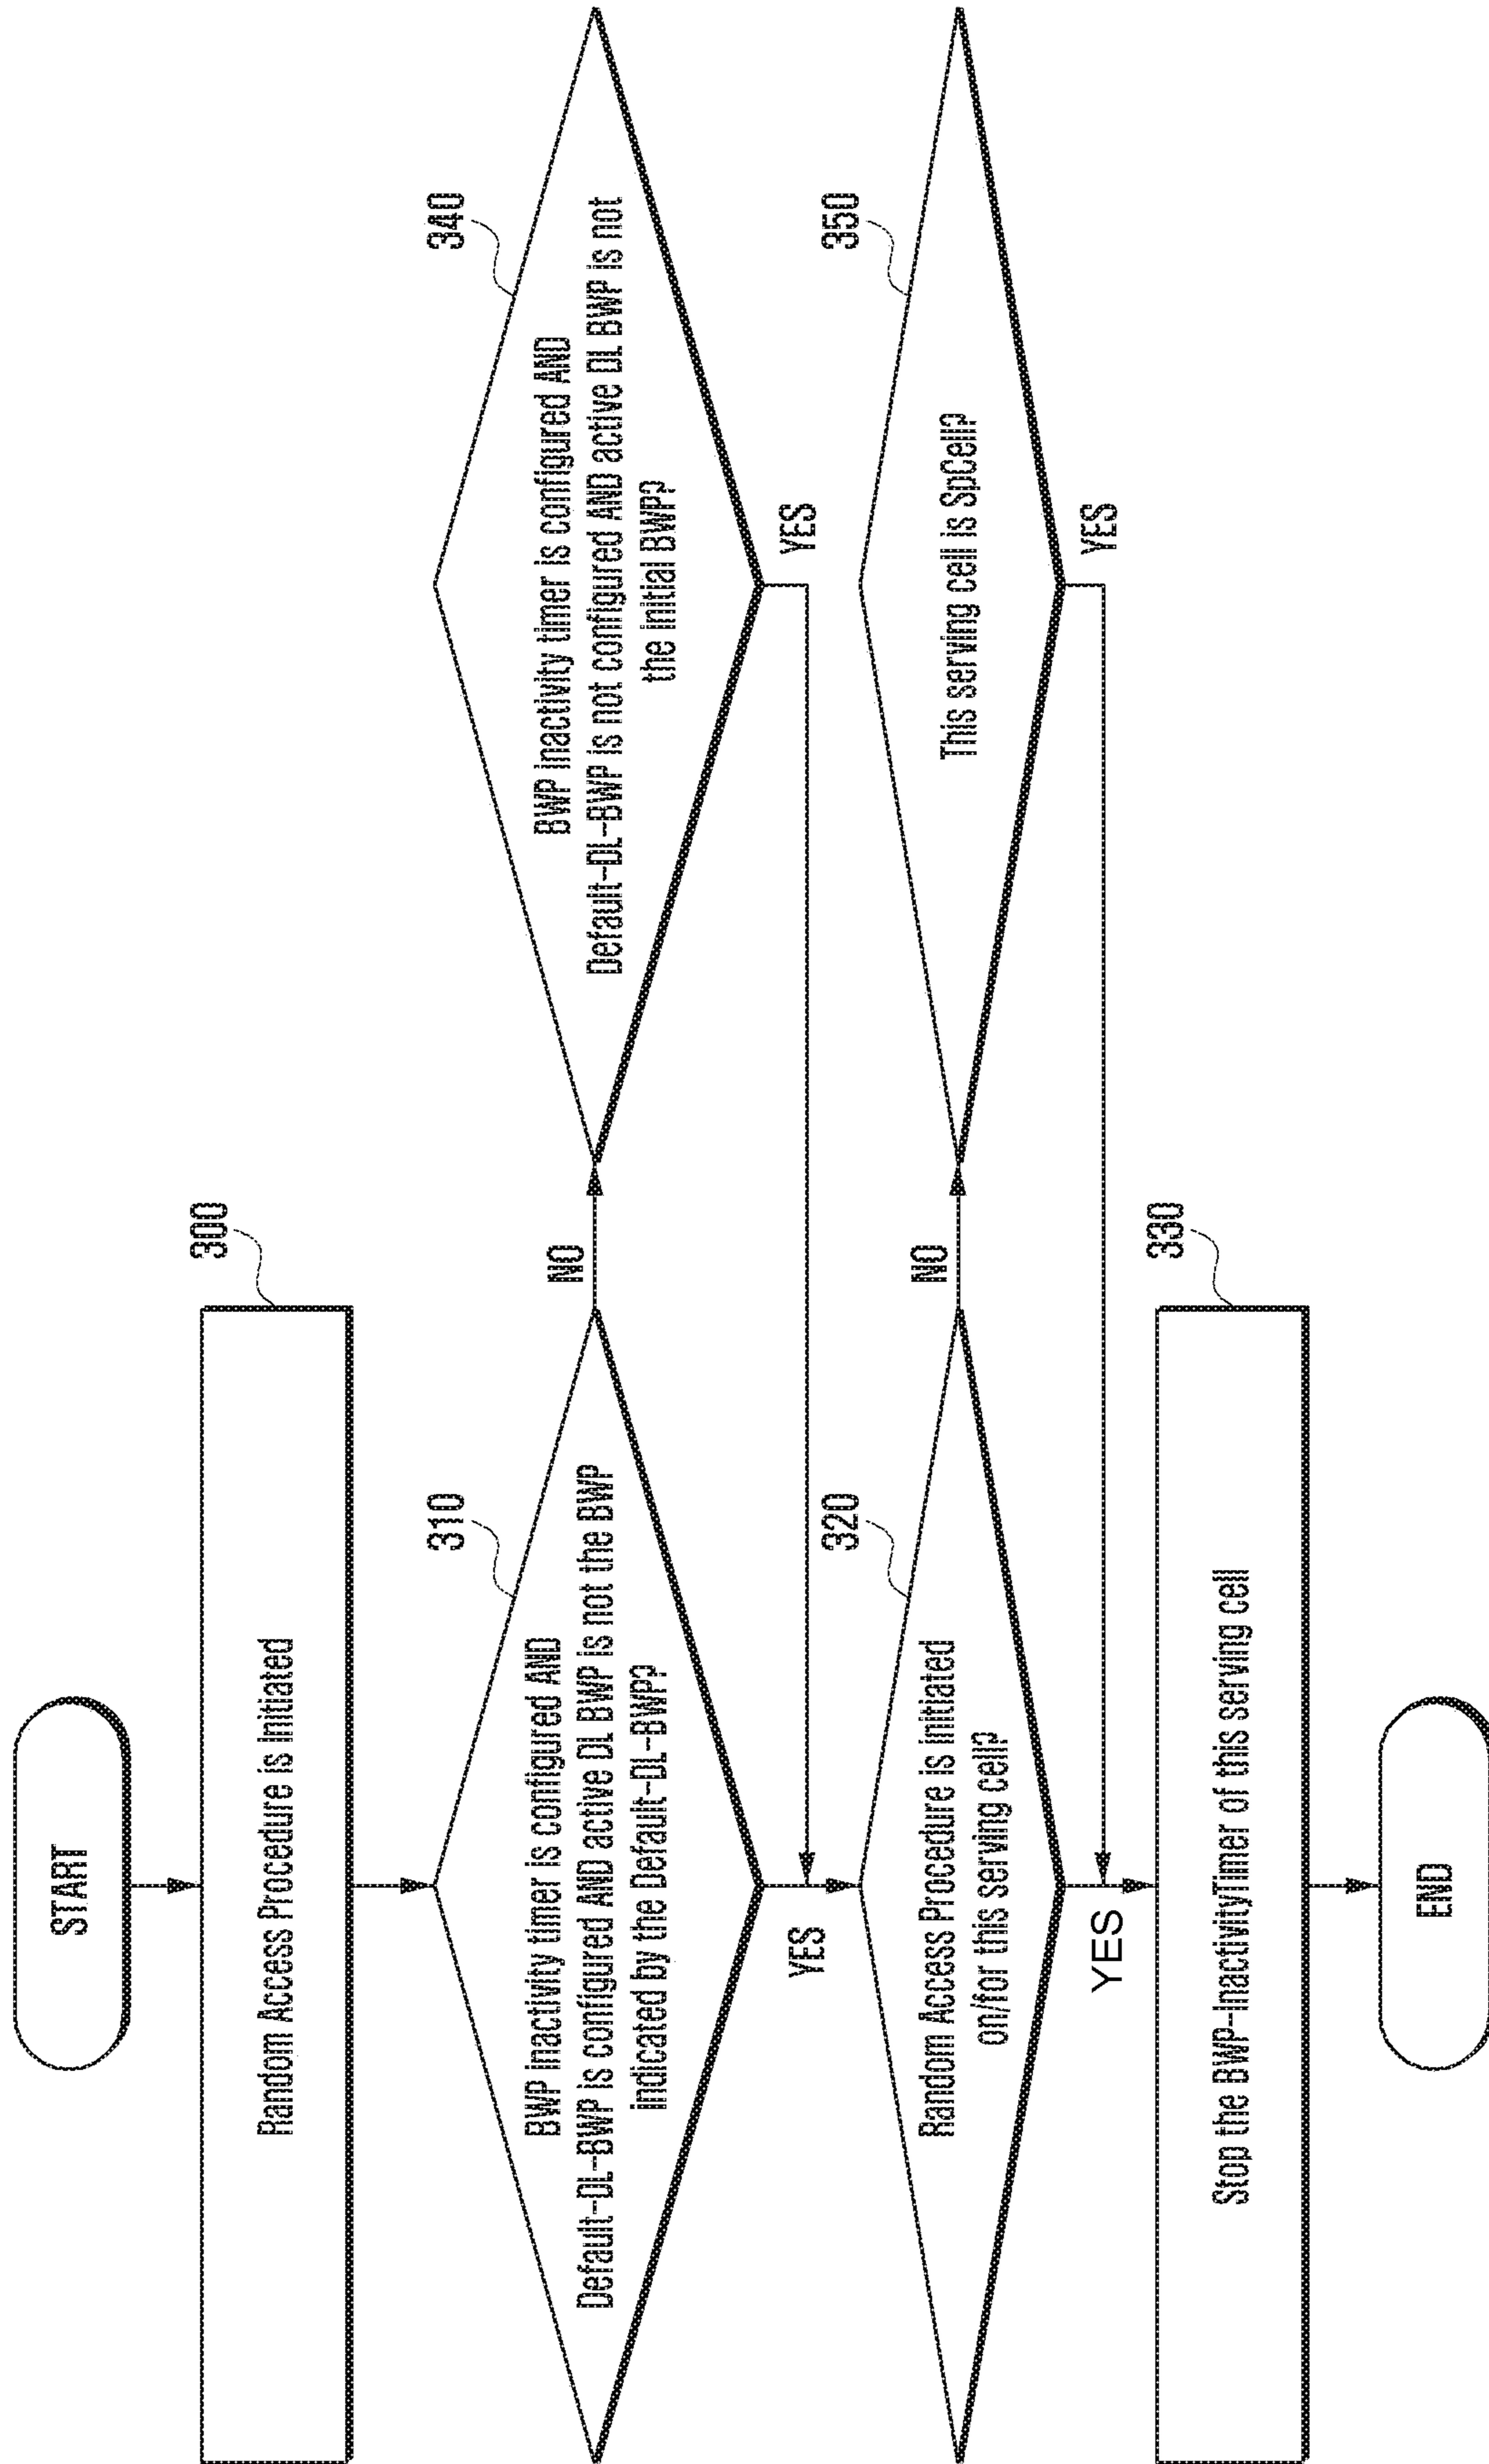 START
300
Random Access Procedure is Initiated
310
BWP inactivity timer is configured AND
Default-DL-BWP is configured AND active DL BWP is not the BWP
indicated by the Default-DL-BWP?
NO
340
BWP inactivity timer is configured AND
Default-DL-BWP is not configured AND active DL BWP is not
the initial BWP?
YES
YES
320
Random Access Procedure is initiated
on/for this serving cell?
NO
350
This serving cell is SpCell?
YES
YES
330
Stop the BWP-InactivityTimer of this serving cell
END